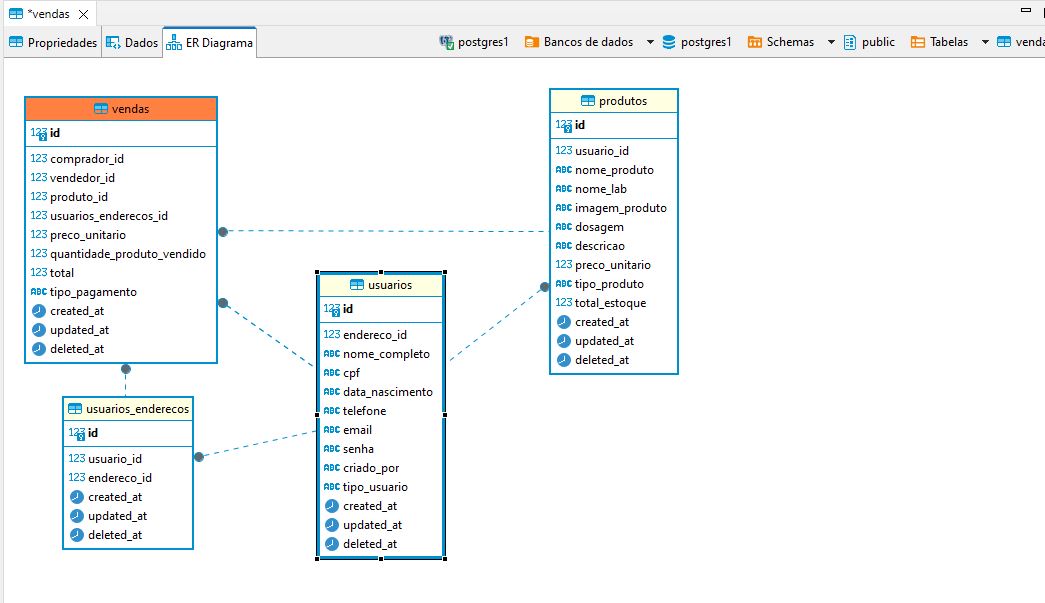 *vendas
Propriedades Dados ER Diagrama postgres1 Bancos de dados postgres1 Schemas public Tabelas venda
vendas
123 id
123 comprador_id
123 vendedor_id
123 produto_id
123 usuarios_enderecos_id
123 preco_unitario
123 quantidade_produto_vendido
123 total
ABC tipo_pagamento
created_at
updated_at
deleted_at
produtos
123 id
123 usuario_id
ABC nome_produto
ABC nome_lab
ABC imagem_produto
ABC dosagem
ABC descricao
123 preco_unitario
ABC tipo_produto
123 total_estoque
created_at
updated_at
deleted_at
usuarios
123 id
123 endereco_id
ABC nome_completo
ABC cpf
ABC data_nascimento
ABC telefone
ABC email
ABC senha
ABC criado_por
ABC tipo_usuario
created_at
updated_at
deleted_at
usuarios_enderecos
123 id
123 usuario_id
123 endereco_id
created_at
updated_at
deleted_at